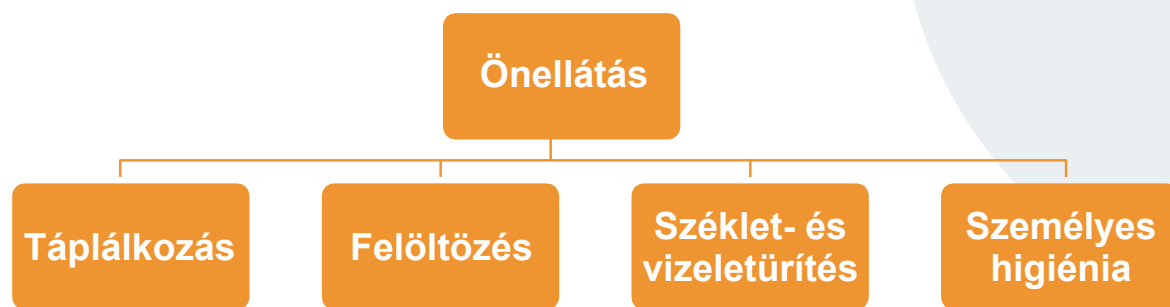 Önellátás
Táplálkozás
Felöltözés
Széklet- és
vizeletürítés
Személyes
higiénia